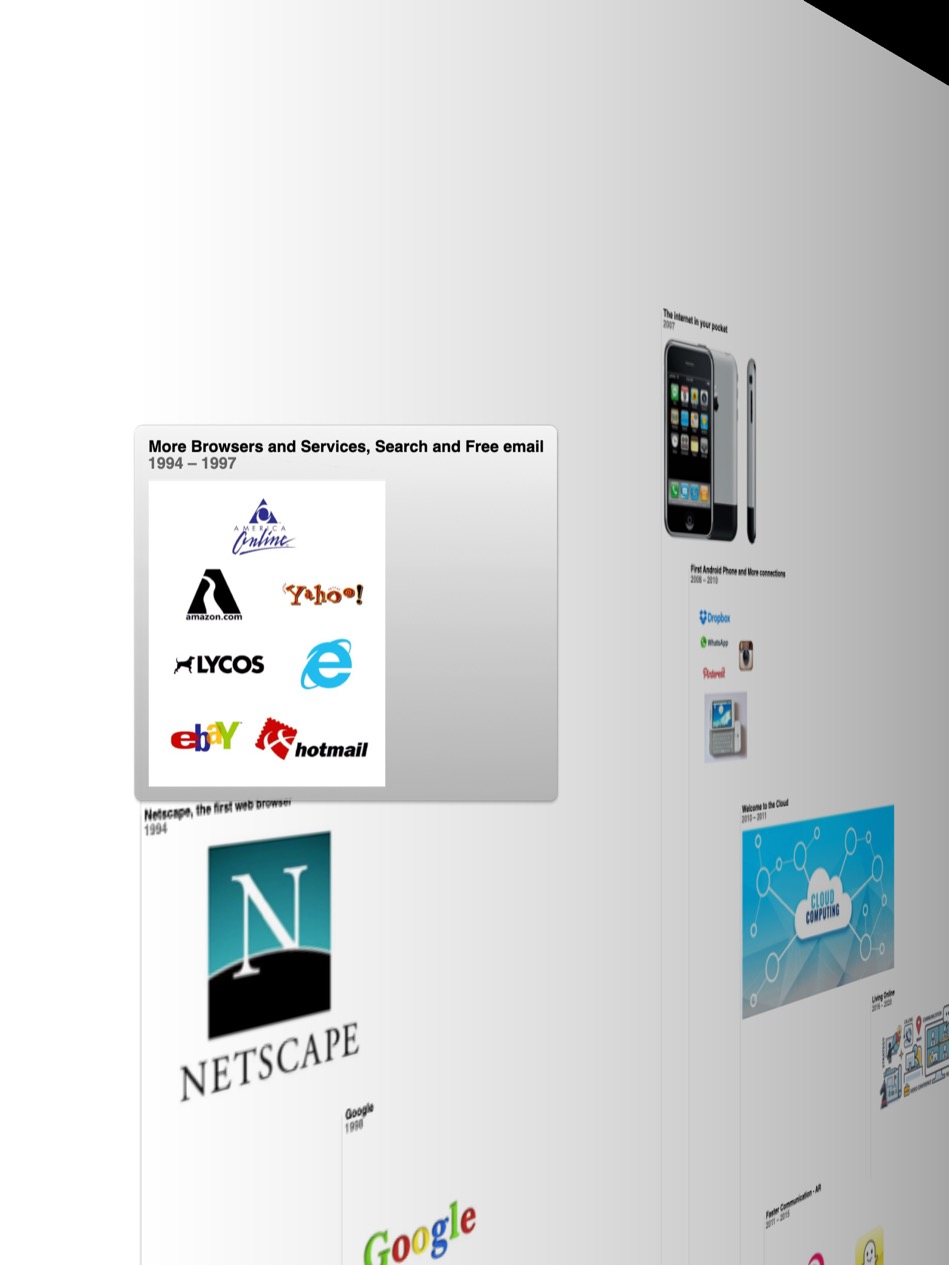 The internet in your pocket
2007
More Browsers and Services, Search and Free email
1994 – 1997
AMERICA
Online
amazon.com
Yahoo!
LYCOS
e
ebaY
hotmail
First Android Phone and More connections
2008 – 2010
Dropbox
WhatsApp
Pinterest
Netscape, the first web browser
1994
N
NETSCAPE
Welcome to the Cloud
2010 – 2011
CLOUD
COMPUTING
Living Online
Google
1998
Google
Faster Communication - AR
2011 – 2015